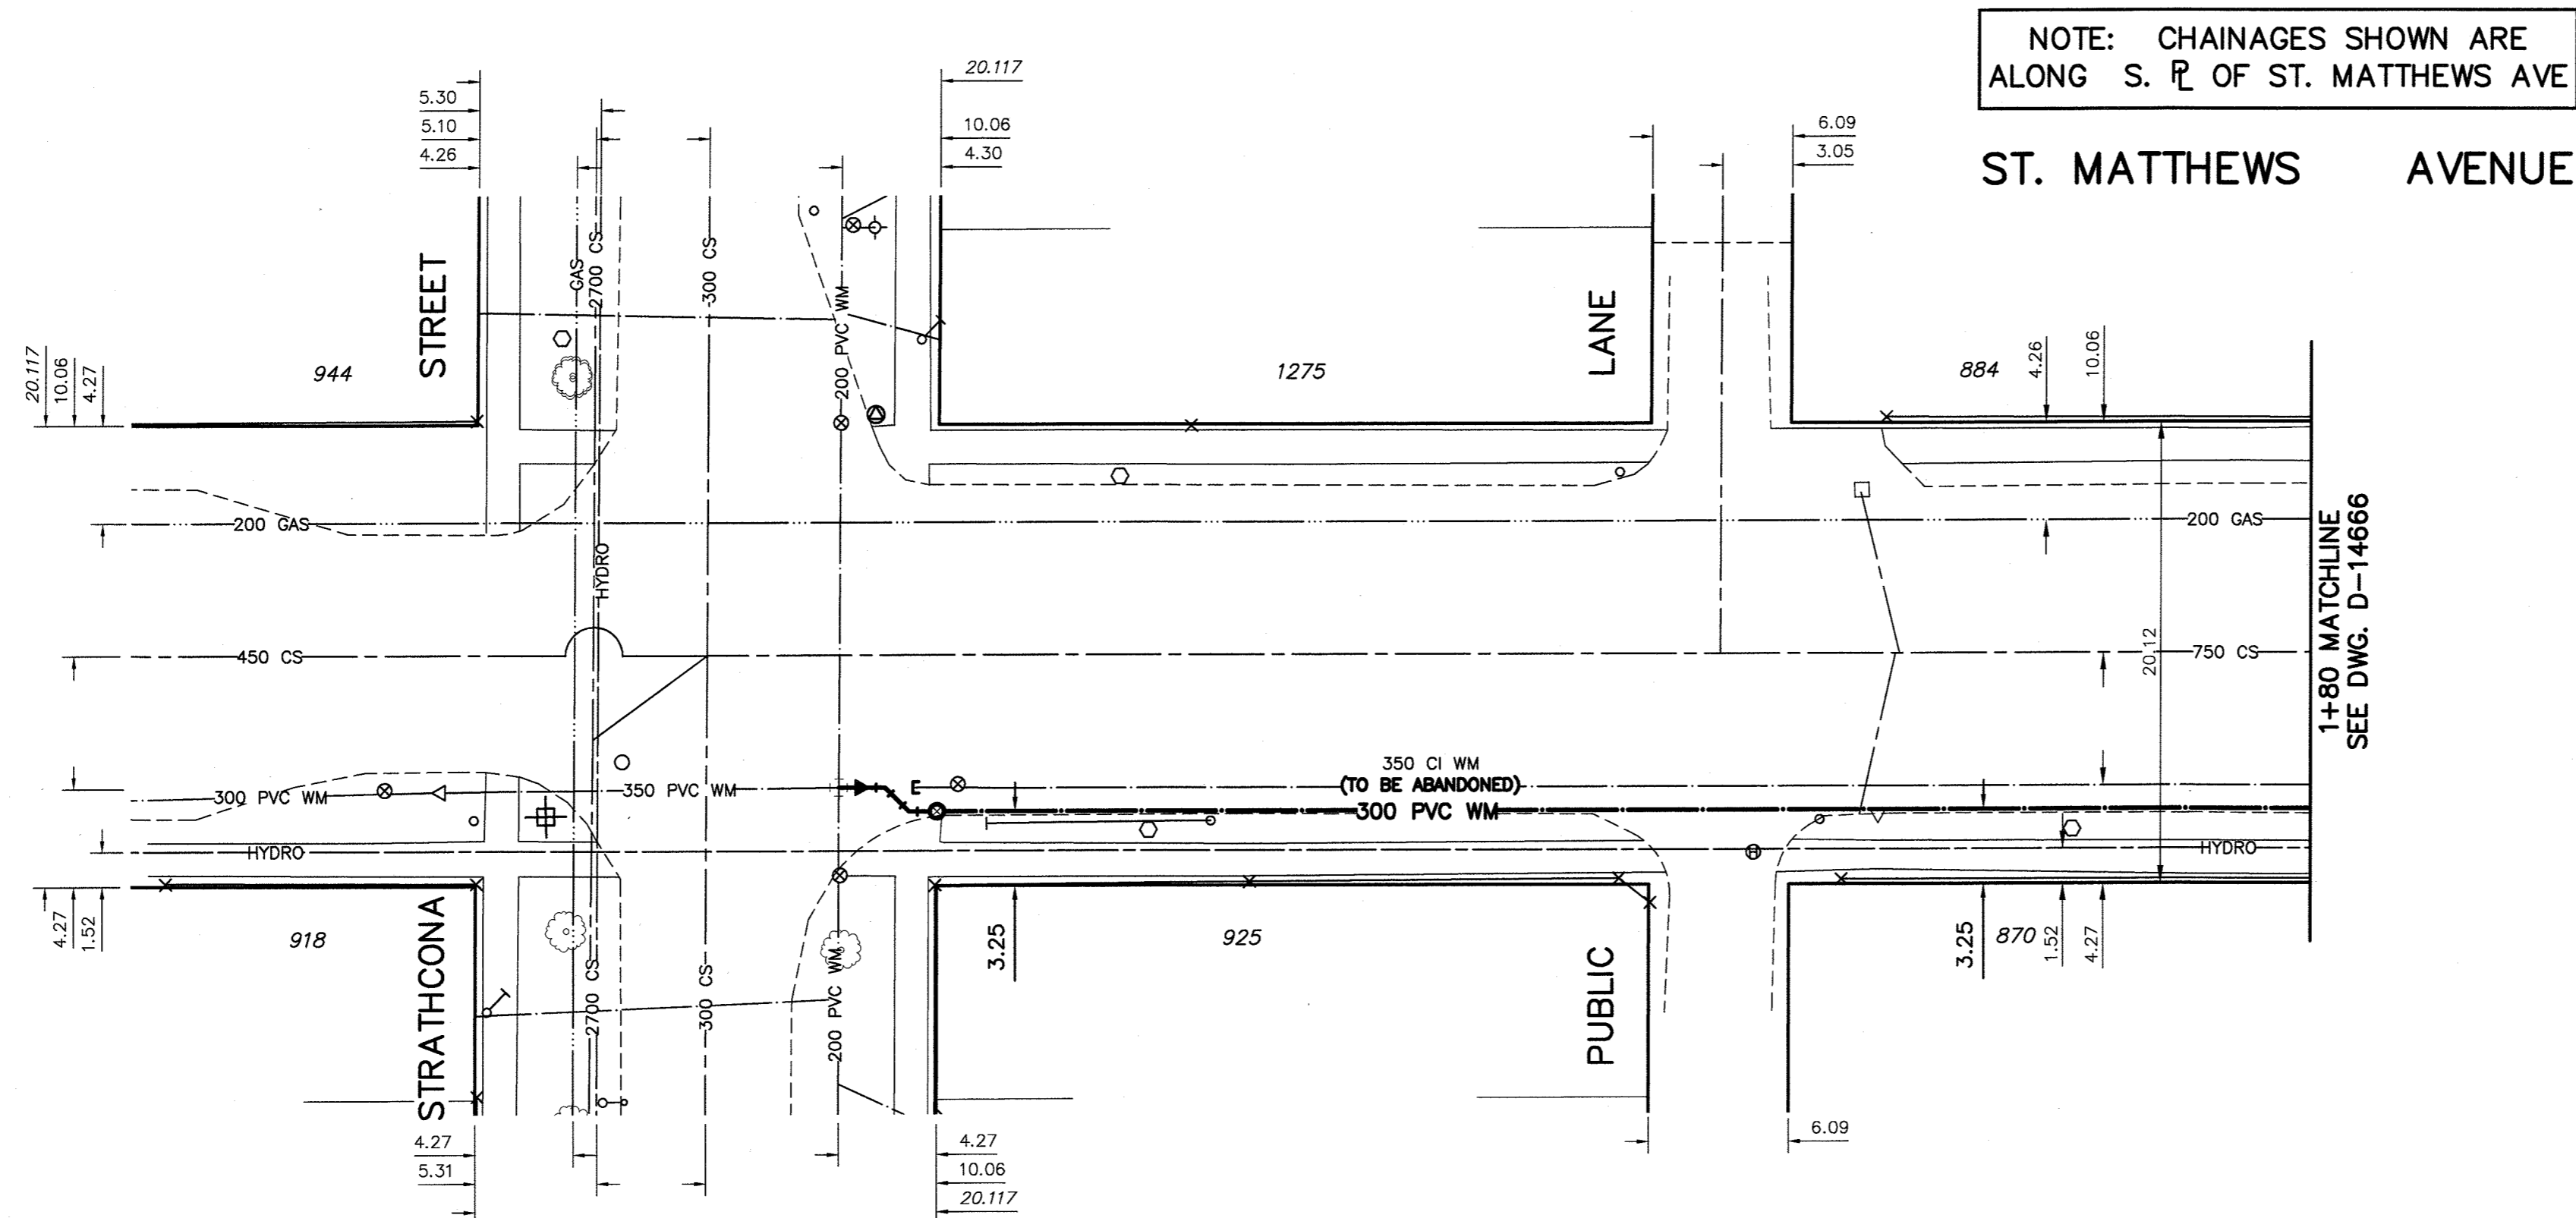 NOTE: CHAINAGES SHOWN ARE
ALONG S. ⅊ OF ST. MATTHEWS AVE
ST. MATTHEWS AVENUE
20.117
5.30
5.10
4.26
10.06
4.30
6.09
3.05
STREET
GAS
2700 CS
300 CS
200 PVC WM
LANE
944
1275
884
4.26
10.06
20.117
10.06
4.27
200 GAS
200 GAS
HYDRO
450 CS
750 CS
20.12
1+80 MATCHLINE
SEE DWG. D-14666
350 CI WM
(TO BE ABANDONED)
300 PVC WM
350 PVC WM
E
300 PVC WM
HYDRO
H
HYDRO
4.27
1.52
918
STRATHCONA
2700 CS
300 CS
200 PVC WM
3.25
925
PUBLIC
3.25
870
1.52
4.27
4.27
5.31
4.27
10.06
20.117
6.09